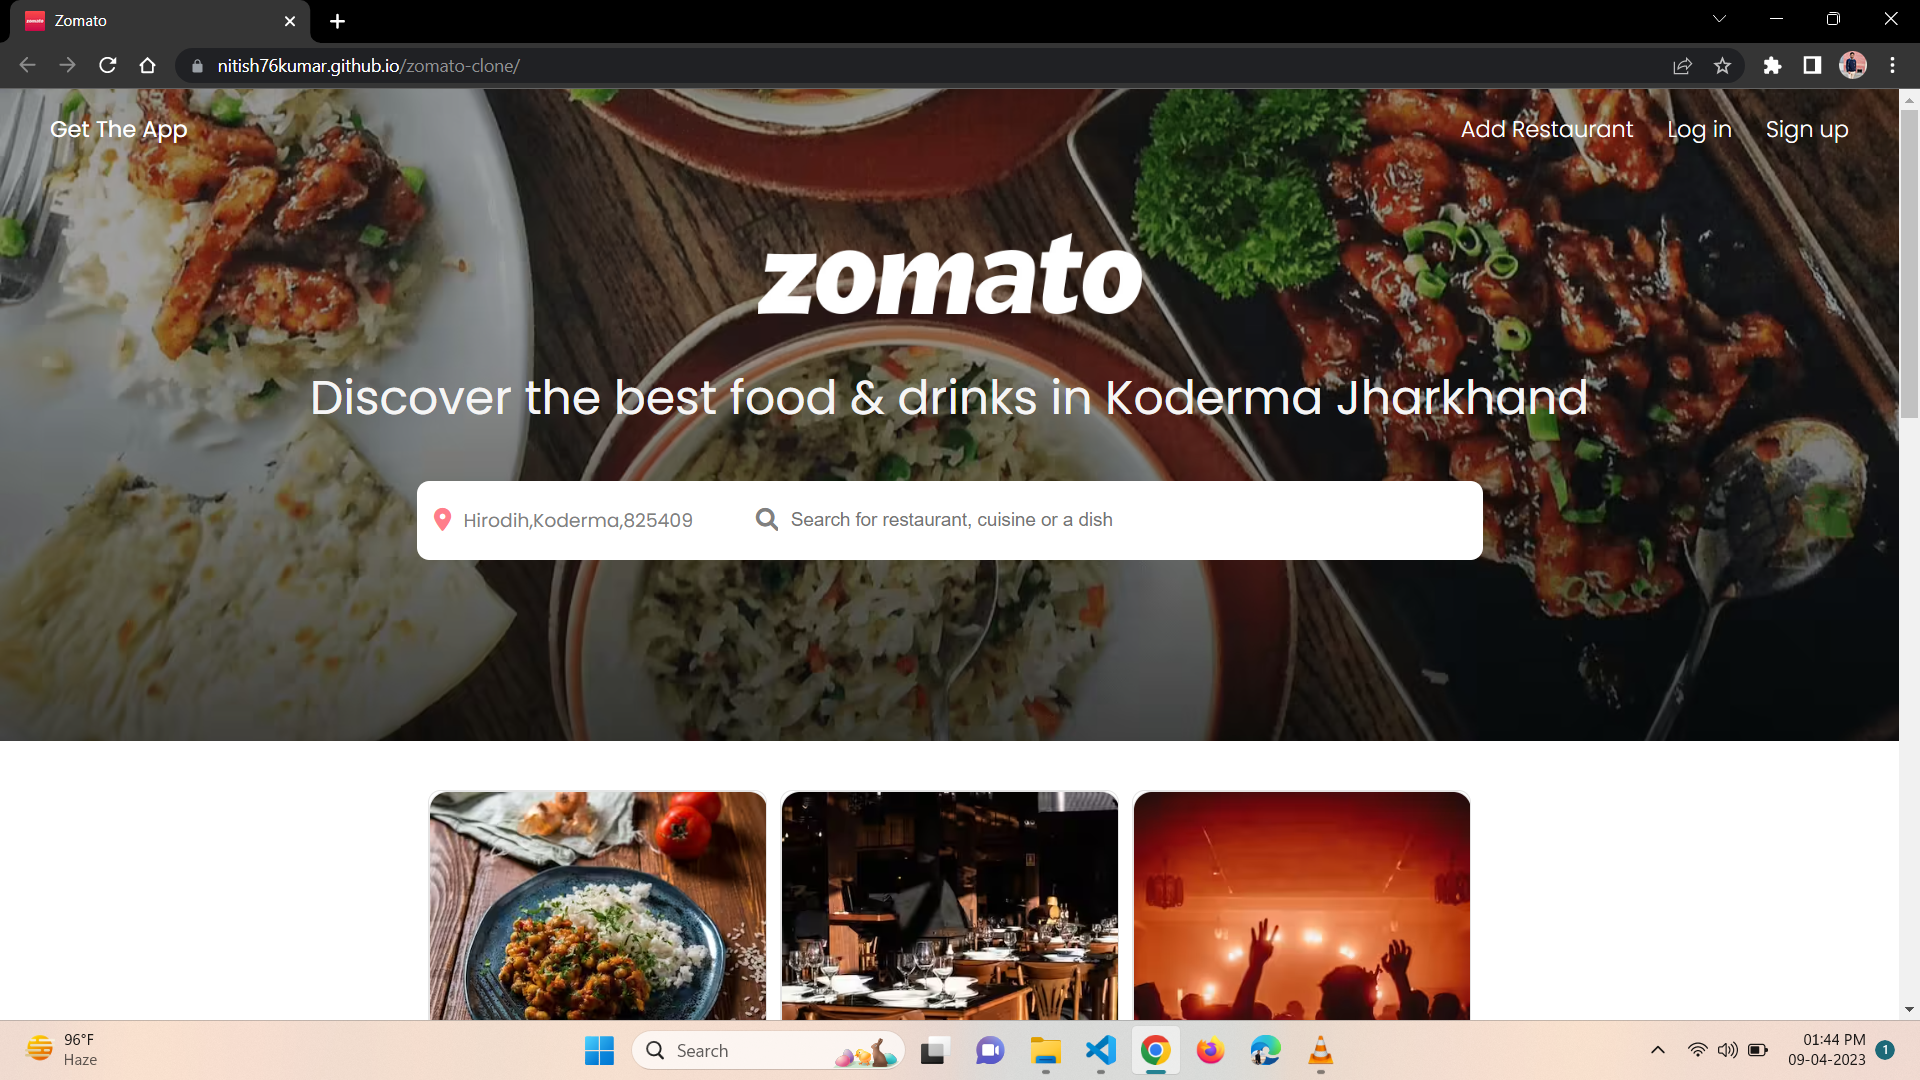 Zomato
nitish76kumar.github.io/zomato-clone/
Get The App
Add Restaurant
Log in
Sign up
zomato
Discover the best food & drinks in Koderma Jharkhand
Hirodih,Koderma,825409
Search for restaurant, cuisine or a dish
96°F
Haze
Search
01:44 PM
09-04-2023
1